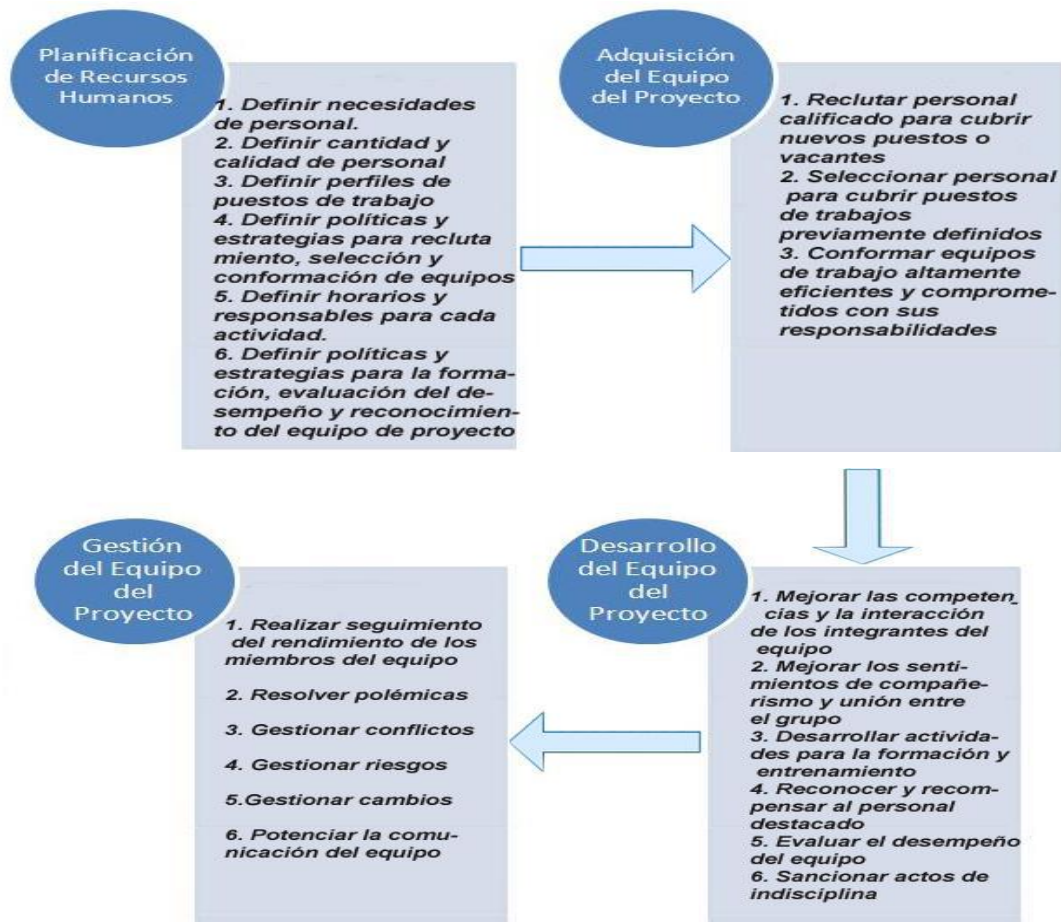 Planificación
de Recursos
Humanos
1. Definir necesidades
de personal.
2. Definir cantidad y
calidad de personal
3. Definir perfiles de
puestos de trabajo
4. Definir políticas y
estrategias para recluta
miento, selección y
conformación de equipos
5. Definir horarios y
responsables para cada
actividad.
6. Definir políticas y
estrategias para la forma-
ción, evaluación del de-
sempeño y reconocimien-
to del equipo de proyecto
Adquisición
del Equipo
del Proyecto
1. Reclutar personal
calificado para cubrir
nuevos puestos o
vacantes
2. Seleccionar personal
para cubrir puestos
de trabajos
previamente definidos
3. Conformar equipos
de trabajo altamente
eficientes y comprome-
tidos con sus
responsabilidades
Desarrollo
del Equipo
del
Proyecto
1. Mejorar las competen_
cias y la interacción
de los integrantes del
equipo
2. Mejorar los senti-
mientos de compañe-
rismo y unión entre
el grupo
3. Desarrollar activida-
des para la formación y
entrenamiento
4. Reconocer y recom-
pensar al personal
destacado
5. Evaluar el desempeño
del equipo
6. Sancionar actos de
indisciplina
Gestión
del Equipo
del
Proyecto
1. Realizar seguimiento
del rendimiento de los
miembros del equipo
2. Resolver polémicas
3. Gestionar conflictos
4. Gestionar riesgos
5.Gestionar cambios
6. Potenciar la comu-
nicación del equipo